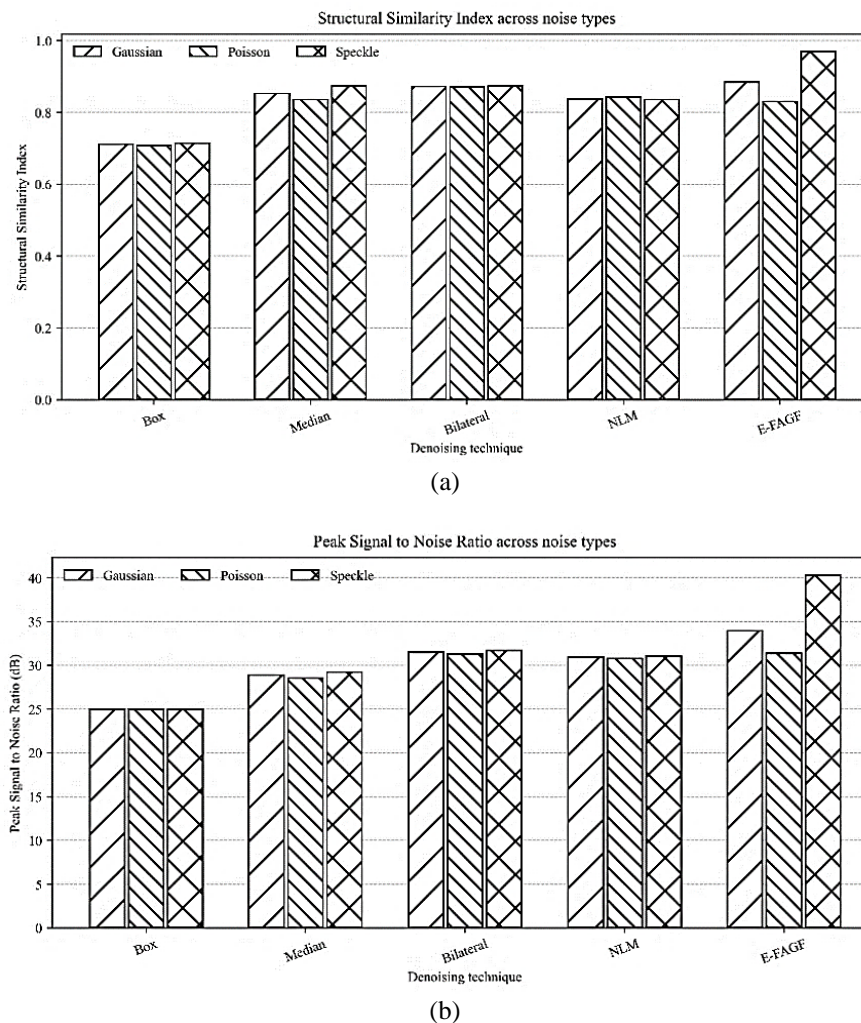 Structural Similarity Index across noise types
1.0
Gaussian Poisson Speckle
0.8
0.6
0.4
0.2
0.0
Structural Similarity Index
Box Median Bilateral NLM E-FAGF
Denoising technique
(a)
Peak Signal to Noise Ratio across noise types
40
Gaussian Poisson Speckle
35
30
25
20
15
10
5
0
Peak Signal to Noise Ratio (dB)
Box Median Bilateral NLM E-FAGF
Denoising technique
(b)